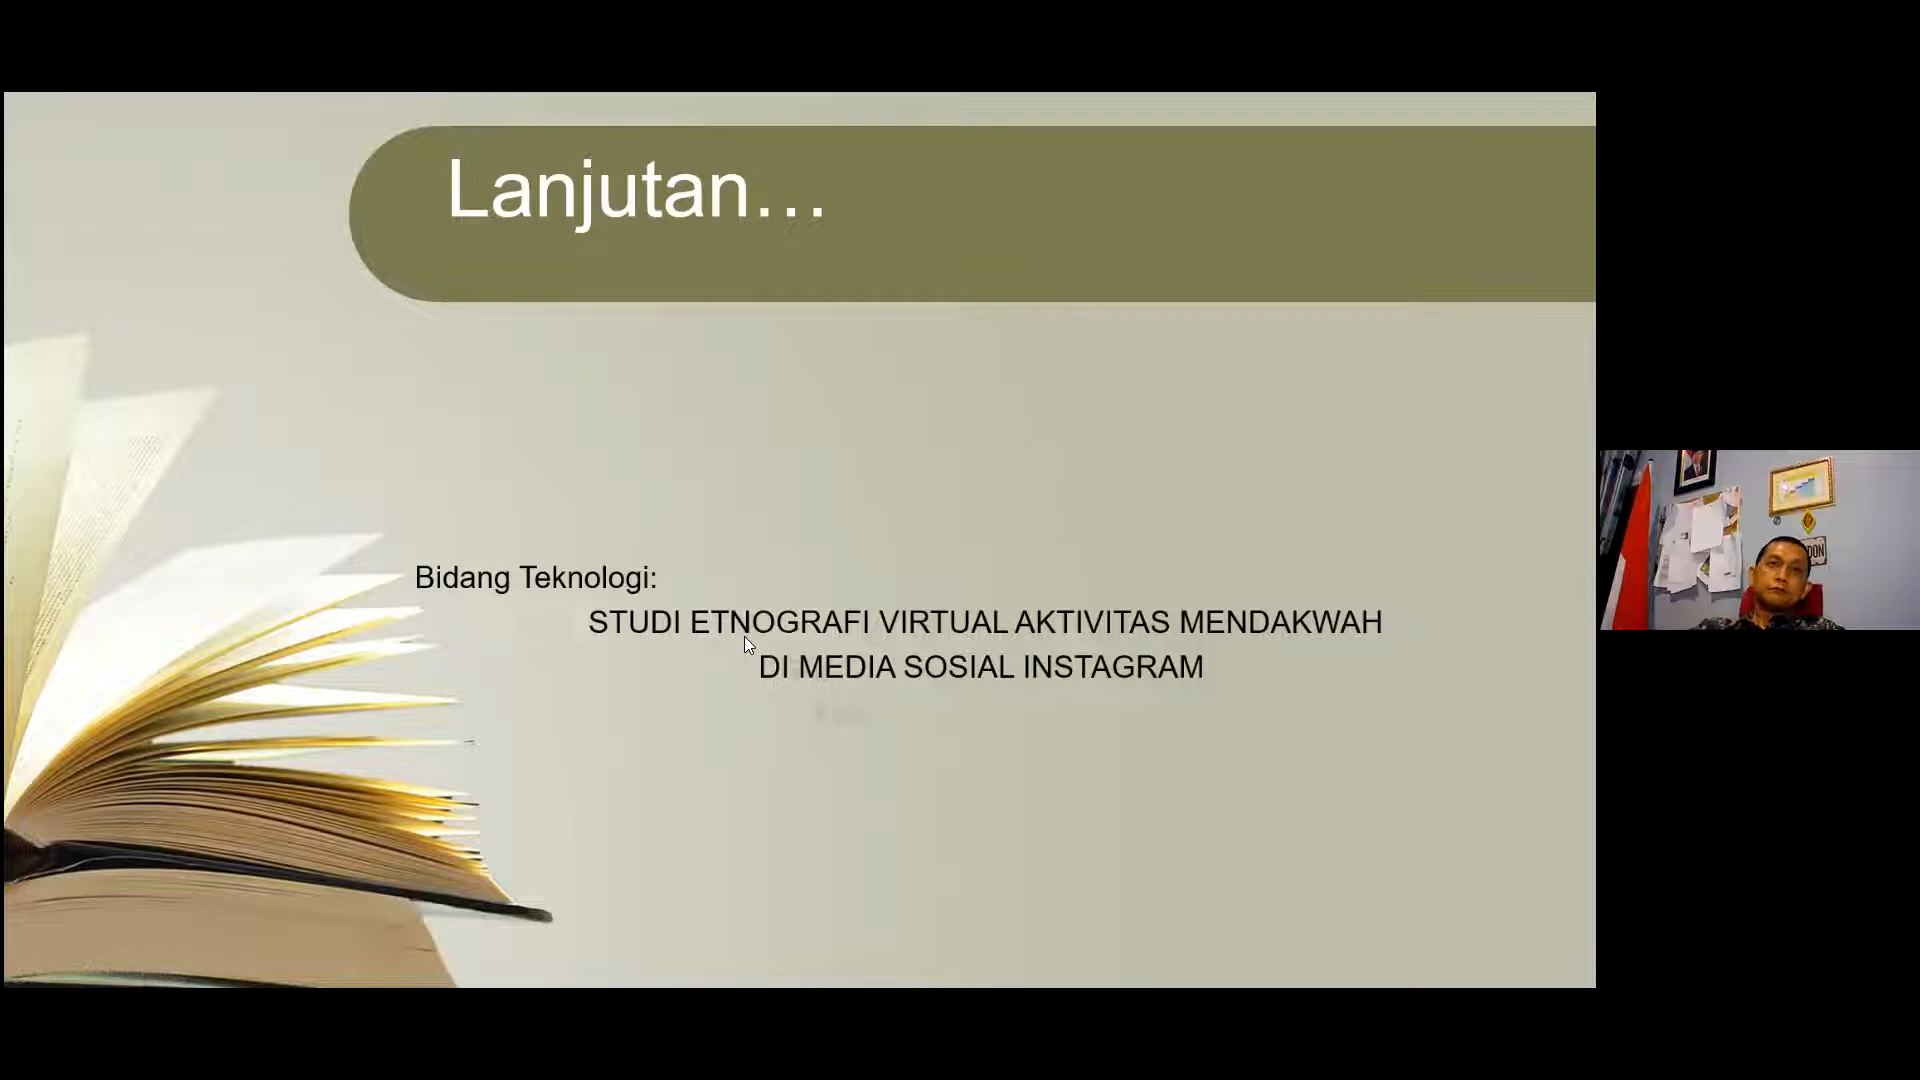 Lanjutan...
Bidang Teknologi:
STUDI ETNOGRAFI VIRTUAL AKTIVITAS MENDAKWAH
DI MEDIA SOSIAL INSTAGRAM